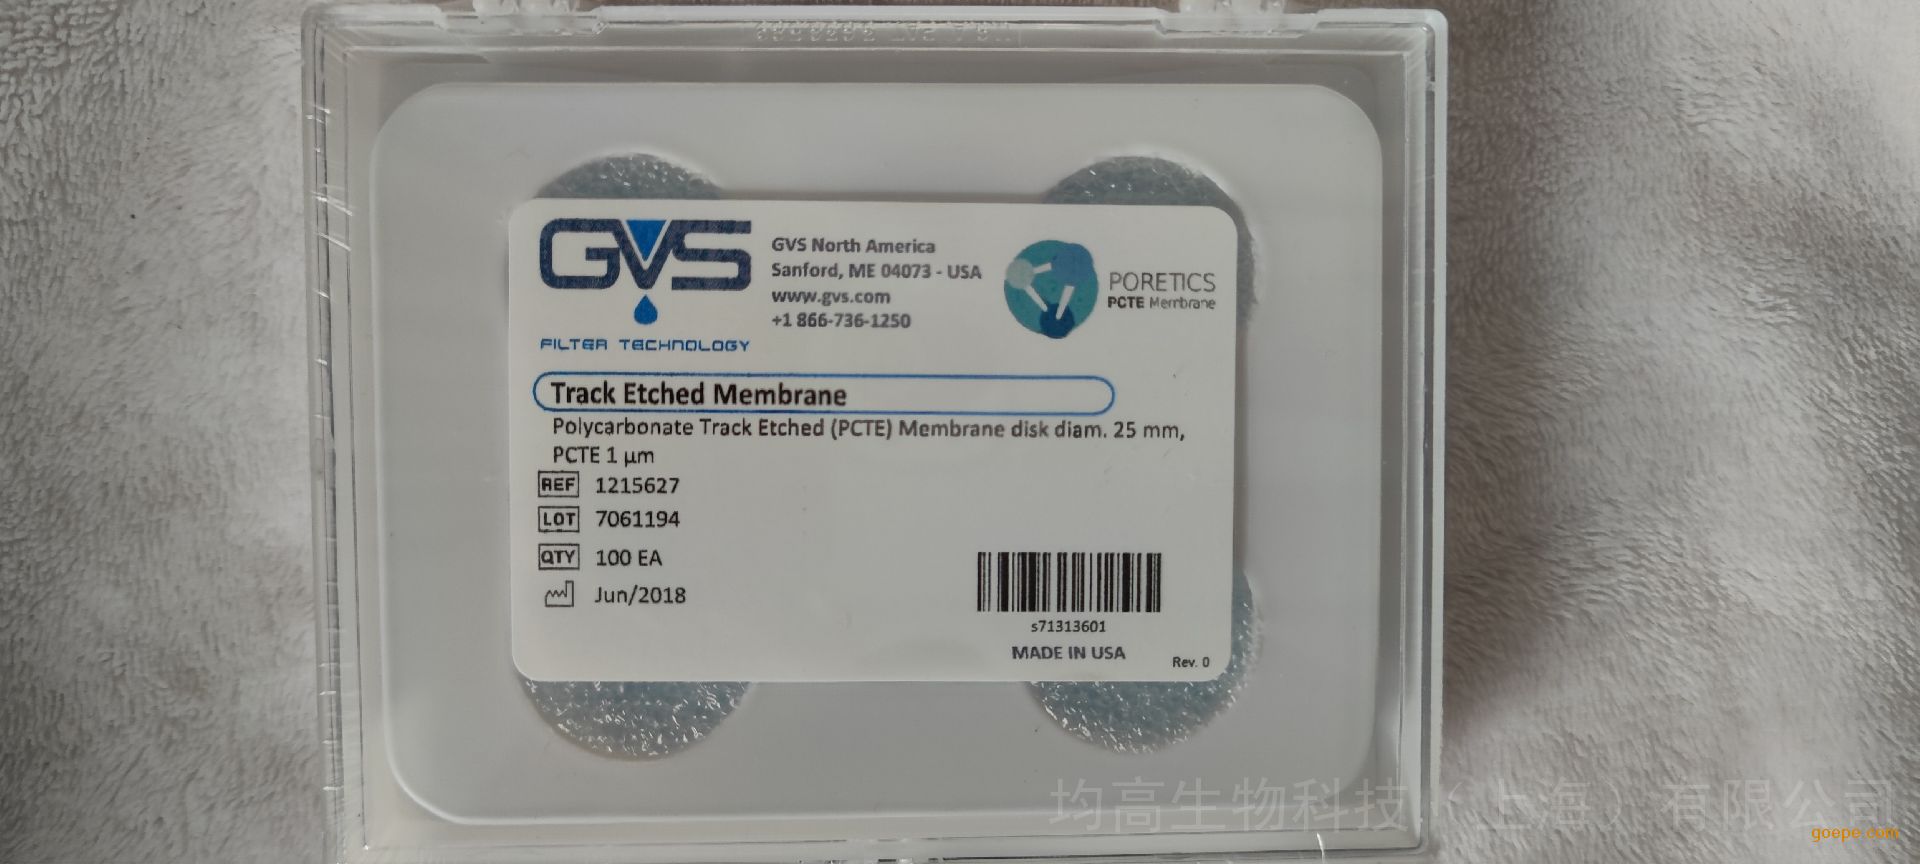 GVS
FILTER TECHNOLOGY
GVS North America
Sanford, ME 04073 - USA
www.gvs.com
+1 866-736-1250
PORETICS
PCTE Membrane
Track Etched Membrane
Polycarbonate Track Etched (PCTE) Membrane disk diam. 25 mm,
PCTE 1 µm
REF 1215627
LOT 7061194
QTY 100 EA
Jun/2018
s71313601
MADE IN USA
Rev. 0
均高生物科技（上海）有限公司
goepe.com